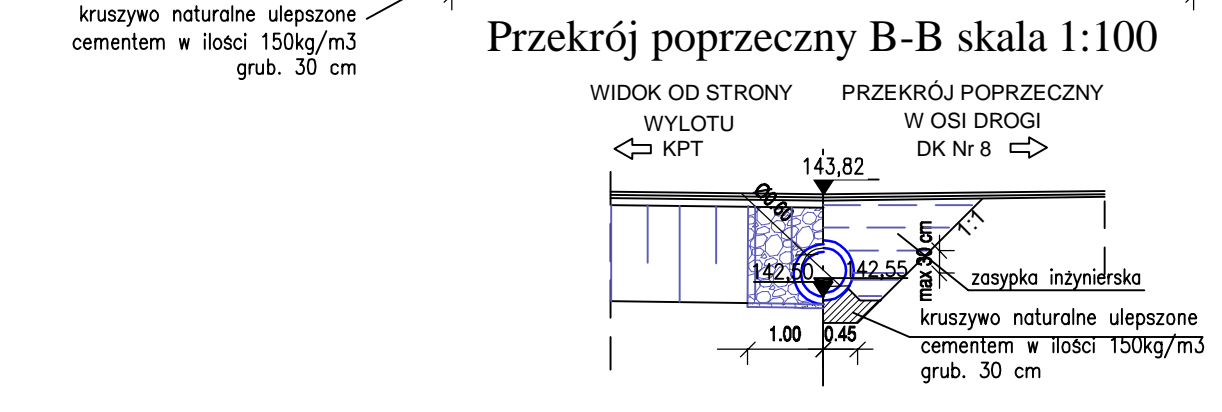 kruszywo naturalne ulepszone
cementem w ilości 150kg/m3
grub. 30 cm
Przekrój poprzeczny B-B skala 1:100
WIDOK OD STRONY
WYLOTU
KPT
PRZEKRÓJ POPRZECZNY
W OSI DROGI
DK Nr 8
143,82
Ø0.60
1:1
max 30 cm
142,50
142,55
zasypka inżynierska
1.00
0.45
kruszywo naturalne ulepszone
cementem w ilości 150kg/m3
grub. 30 cm